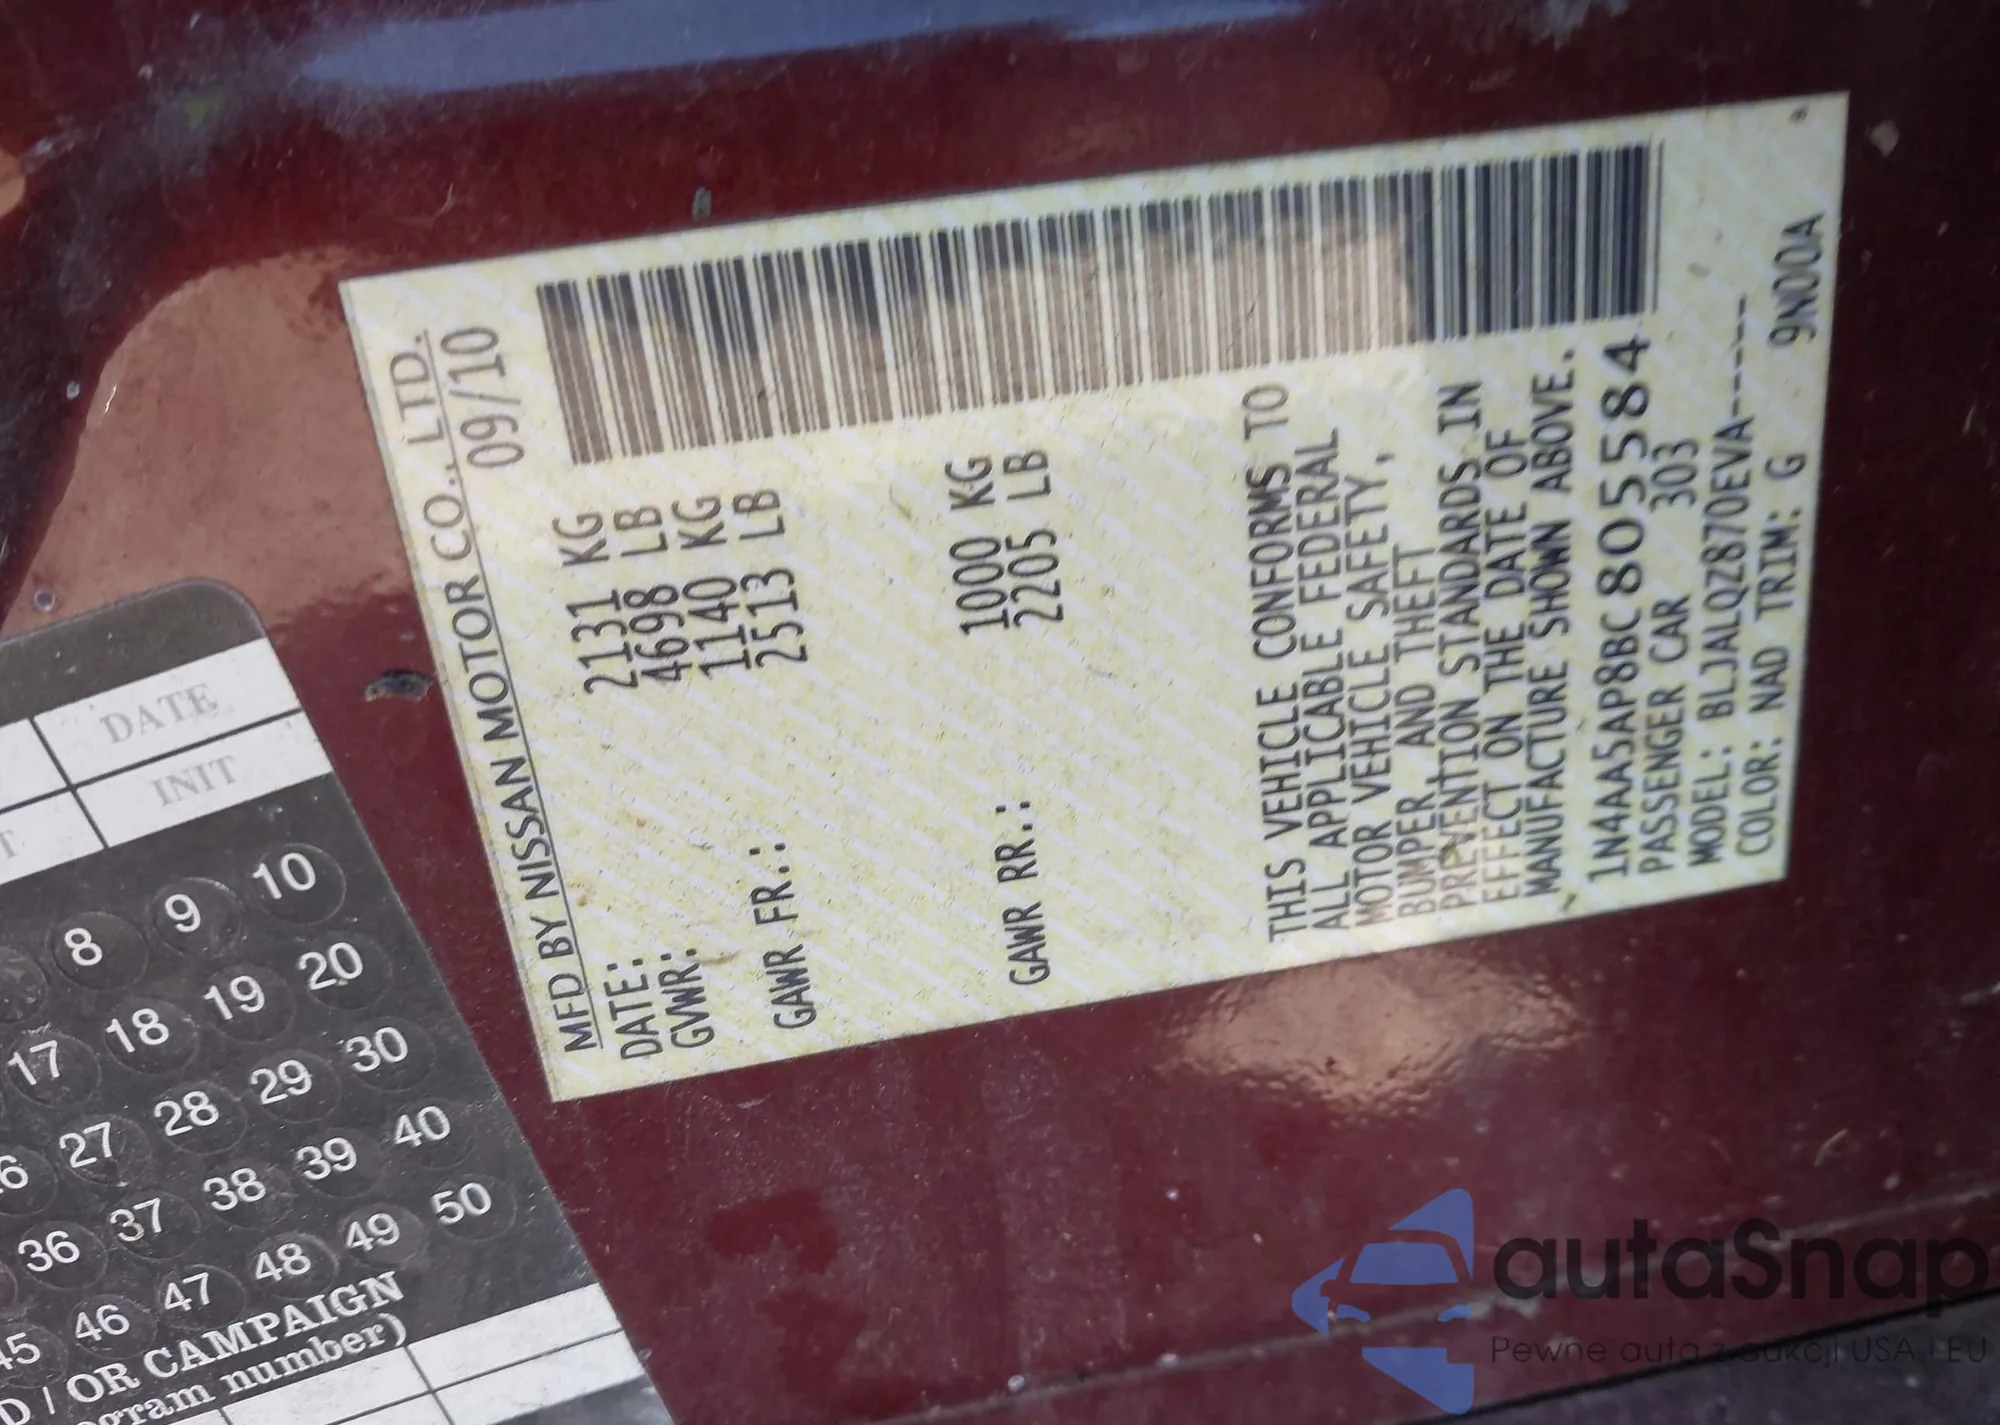 MFD BY NISSAN MOTOR CO., LTD.
DATE: 09/10
GVWR: 2131 KG
4698 LB
GAWR FR.: 1140 KG
2513 LB
GAWR RR.: 1000 KG
2205 LB
THIS VEHICLE CONFORMS TO
ALL APPLICABLE FEDERAL
MOTOR VEHICLE SAFETY,
BUMPER, AND THEFT
PREVENTION STANDARDS IN
EFFECT ON THE DATE OF
MANUFACTURE SHOWN ABOVE.
1N4AA5AP8BC805584
PASSENGER CAR 303
MODEL: BLJALQZ870EVA-----
COLOR: NAD TRIM: G 9N00A
DATE
INIT
8 9 10
17 18 19 20
27 28 29 30
36 37 38 39 40
46 47 48 49 50
/ OR CAMPAIGN
number)
autaSnap
Pewne auta z aukcji USA i EU